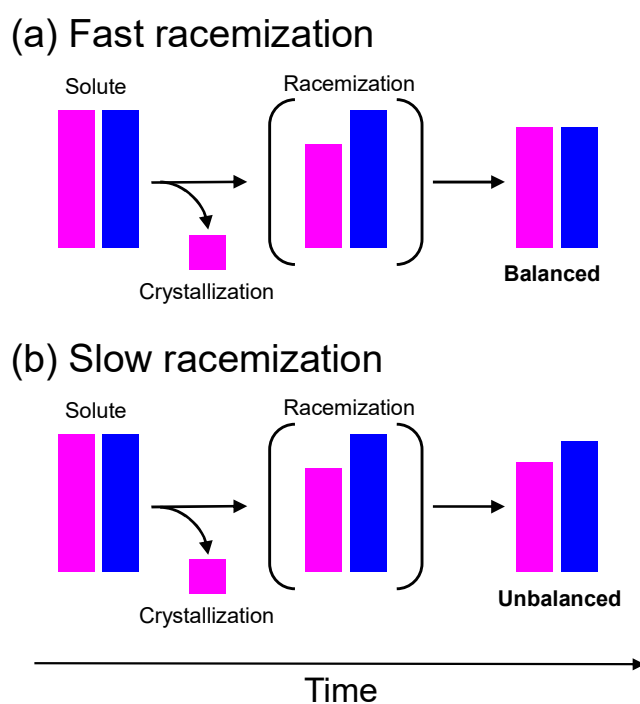 (a) Fast racemization
Solute
Racemization
Crystallization
Balanced
(b) Slow racemization
Solute
Racemization
Crystallization
Unbalanced
Time